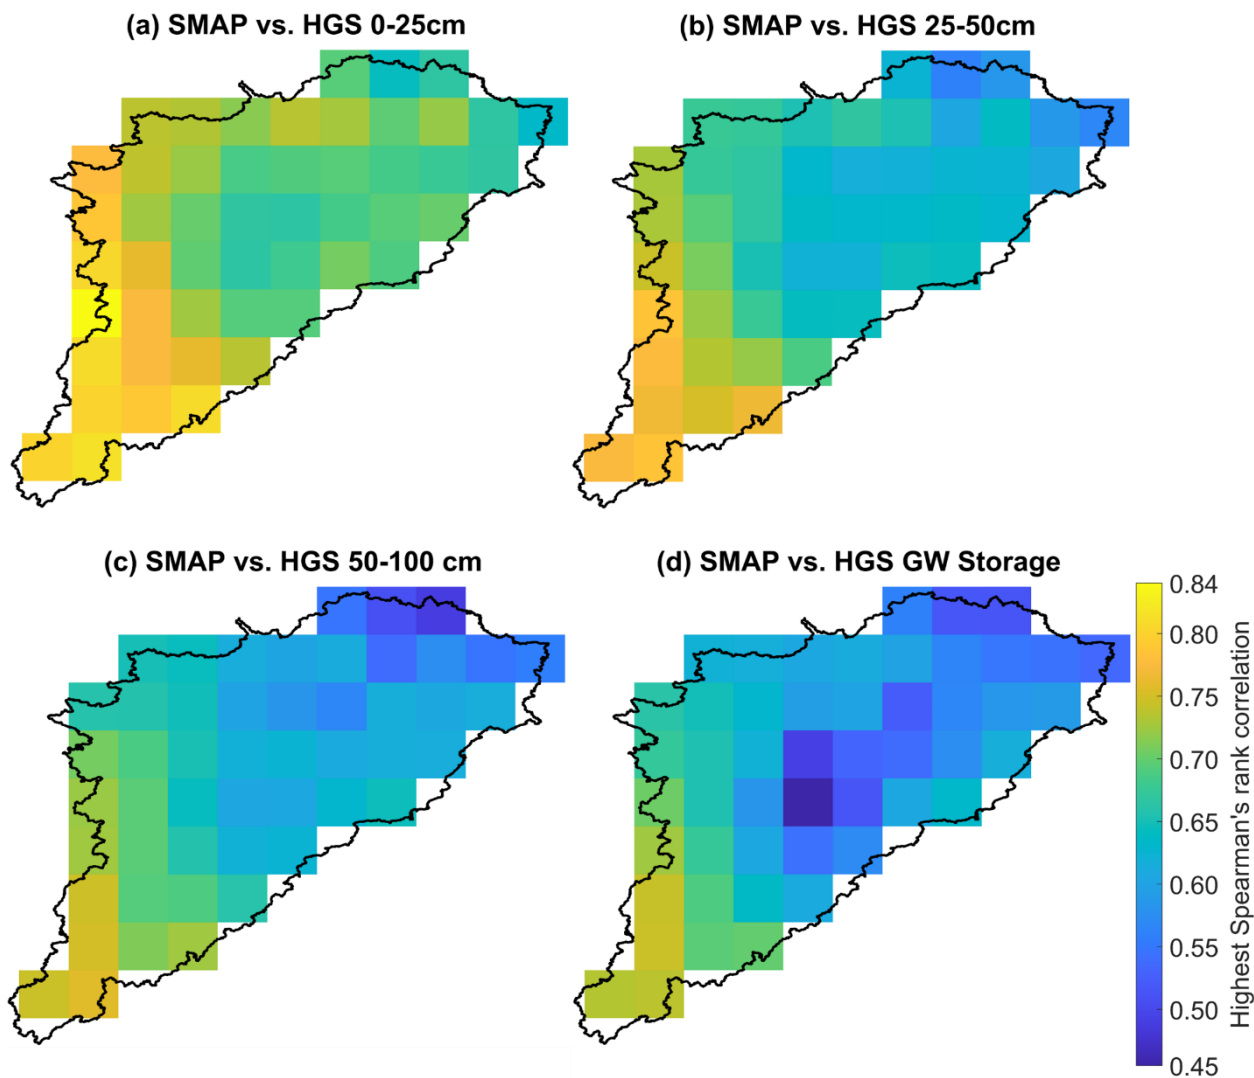 (a) SMAP vs. HGS 0-25cm
(b) SMAP vs. HGS 25-50cm
(c) SMAP vs. HGS 50-100 cm
(d) SMAP vs. HGS GW Storage
0.84
0.80
0.75
0.70
0.65
0.60
0.55
0.50
0.45
Highest Spearman's rank correlation